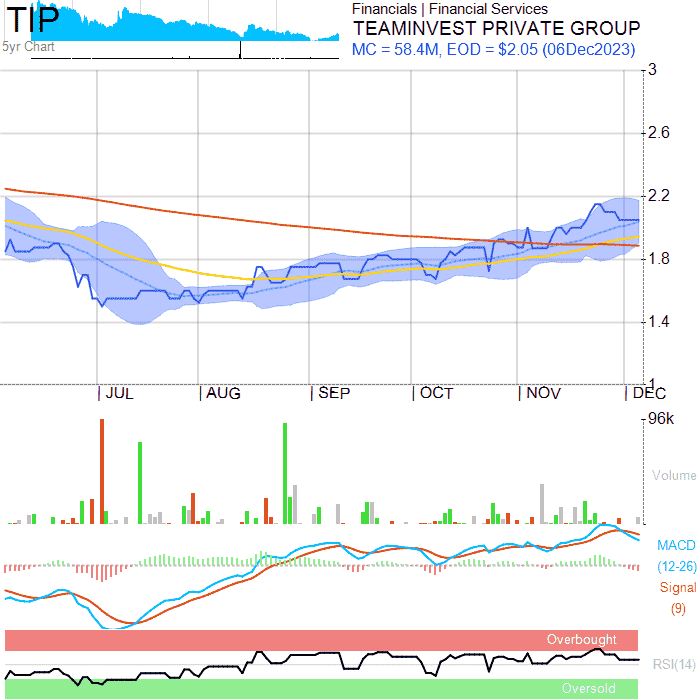 TIP
5yr Chart
Financials | Financial Services
TEAMINVEST PRIVATE GROUP
MC = 58.4M, EOD = $2.05 (06Dec2023)
3
2.6
2.2
1.8
1.4
1
JUL
AUG
SEP
OCT
NOV
DEC
96k
Volume
MACD
(12-26)
Signal
(9)
Overbought
RSI(14)
Oversold